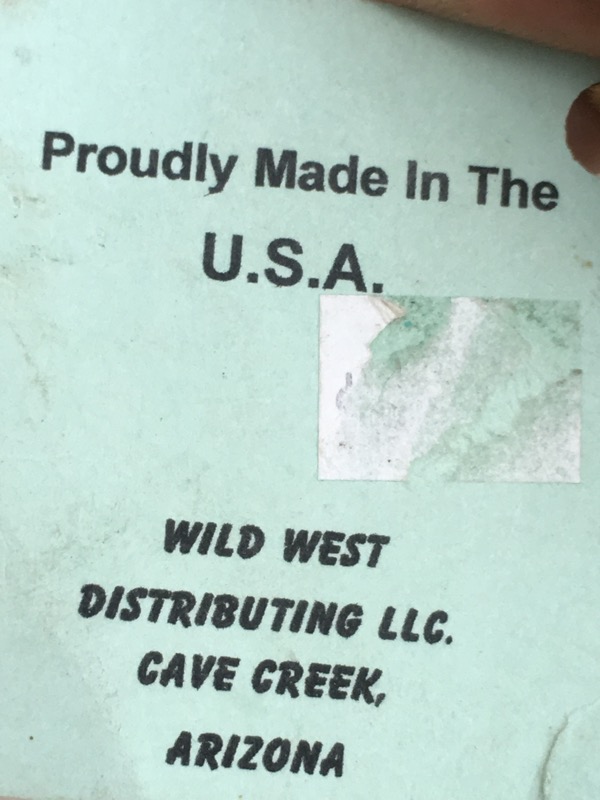 Proudly Made In The
U.S.A.
WILD WEST
DISTRIBUTING LLC.
CAVE CREEK,
ARIZONA